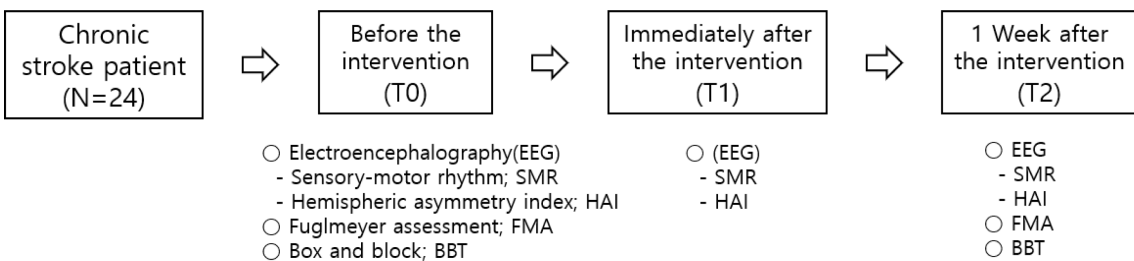 Chronic
stroke patient
(N=24)
Before the
intervention
(T0)
Immediately after
the intervention
(T1)
1 Week after
the intervention
(T2)
○ Electroencephalography(EEG)
- Sensory-motor rhythm; SMR
- Hemispheric asymmetry index; HAI
○ Fuglmeyer assessment; FMA
○ Box and block; BBT
○ (EEG)
- SMR
- HAI
○ EEG
- SMR
- HAI
○ FMA
○ BBT